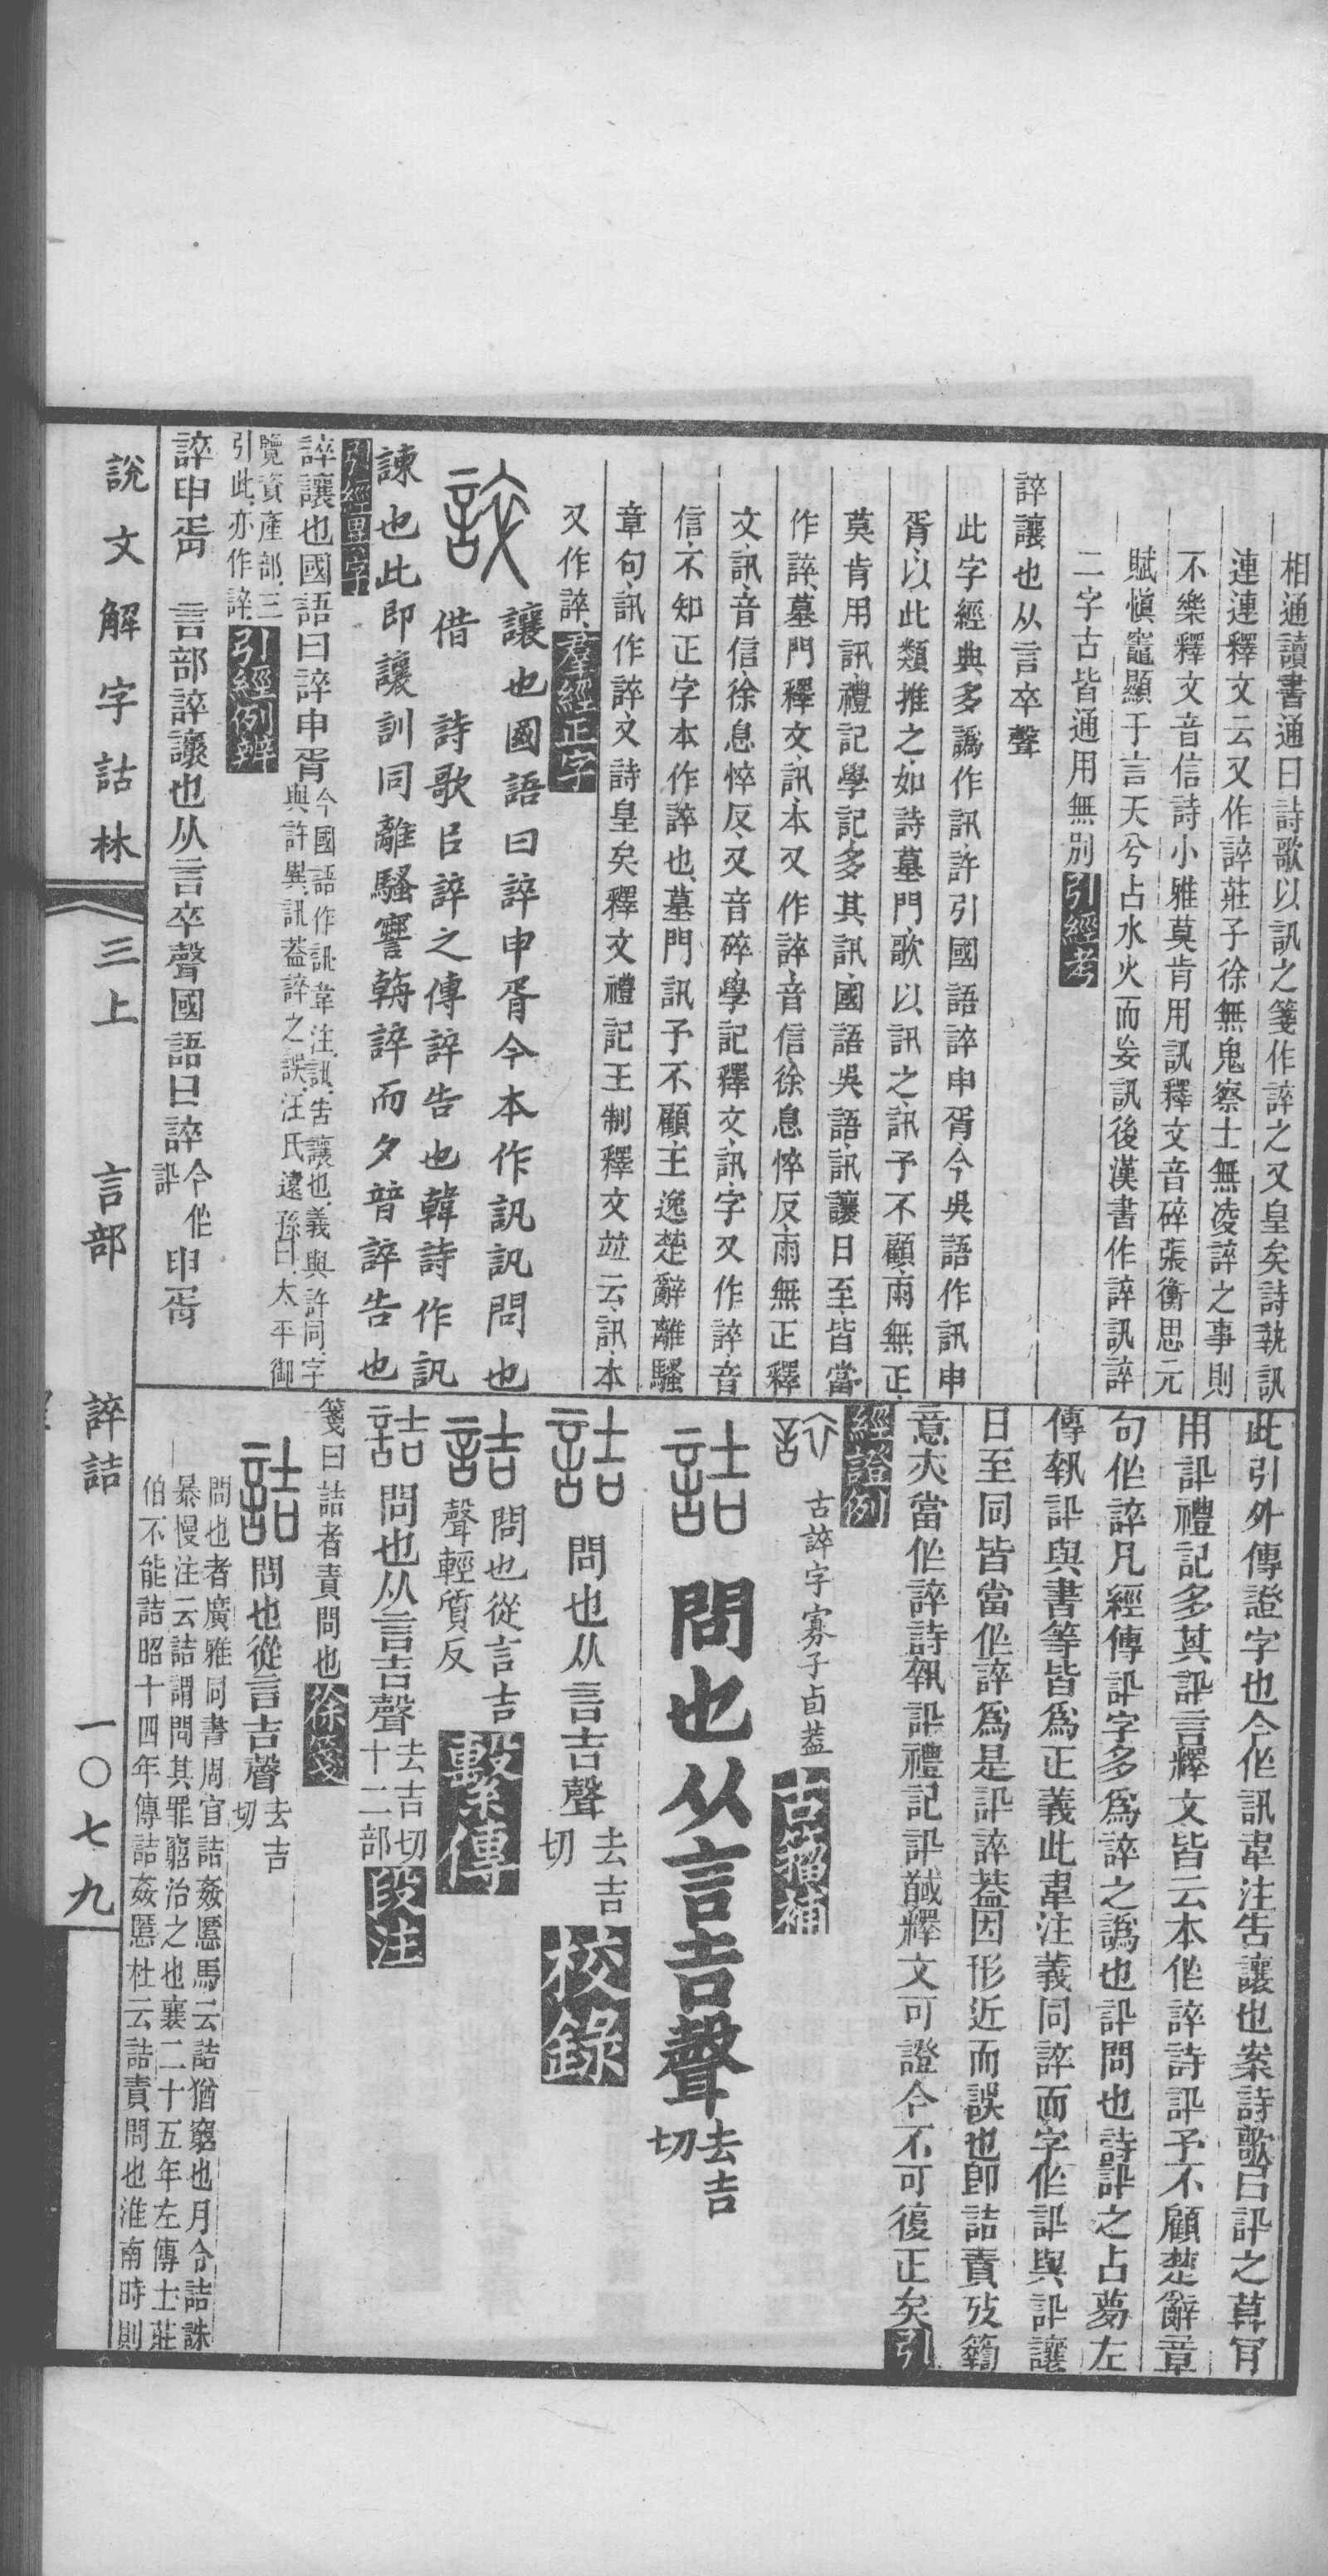 相通讀書通曰詩歌以訊之箋作誶之又皇矣詩執訊
連連釋文云又作誶莊子徐無鬼察士無凌誶之事則
不樂釋文音信詩小雅莫肯用訊釋文音碎張衡思元
賦愼竈顯于言天兮占水火而妄訊後漢書作誶訊誶
二字古皆通用無別引經考
誶讓也从言卒聲
此字經典多譌作訊許引國語誶申胥今吳語作訊申
胥以此類推之如詩墓門歌以訊之訊予不顧雨無正
莫肯用訊禮記學記多其訊國語吳語訊讓日至皆當
作誶墓門釋文訊本又作誶音信徐息悴反雨無正釋
文訊音信徐息悴反又音碎學記釋文訊字又作誶音
信不知正字本作誶也墓門訊予不顧王逸楚辭離騷
章句訊作誶又詩皇矣釋文禮記王制釋文竝云訊本
又作誶羣經正字
讓也國語曰誶申胥今本作訊訊問也
借 詩歌㠯誶之傳誶告也韓詩作訊
諫也此即讓訓同離騷謇朝誶而夕替誶告也
引經異字
誶讓也國語曰誶申胥今國語作訊韋注訊告讓也義與許同字
與許異訊葢誶之誤汪氏遠孫曰太平御
覽資產部三
引此亦作誶引經例辨
誶申胥 言部誶讓也从言卒聲國語曰誶今作
訊申胥
此引外傳證字也今作訊韋注告讓也案詩歌㠯訊之莫肎
用訊禮記多其訊言釋文皆云本作誶詩訊予不顧楚辭章
句作誶凡經傳訊字多爲誶之譌也訊問也詩訊之占夢左
傳執訊與書等皆爲正義此韋注義同誶而字作訊與訊讓
日至同皆當作誶爲是訊誶葢因形近而誤也卽詰責攷籒
意亦當作誶詩執訊禮記訊馘釋文可證今不可復正矣引
經證例
古誶字寡子卣葢古籀補
詰 問也从言吉聲去吉
切
詰 問也从言吉聲去吉
切 校錄
詰 問也從言吉
聲輕質反 繫傳
詰 問也从言吉聲去吉切
十二部段注
箋曰詰者責問也徐箋
詰 問也從言吉聲去吉
切
問也者廣雅同書周官詰姦慝馬云詰猶窮也月令詰誅
暴慢注云詰謂問其罪窮治之也襄二十五年左傳士莊
伯不能詰昭十四年傳詰姦慝杜云詰責問也淮南時則
說文解字詁林 三上 言部 誶詰 一〇七九